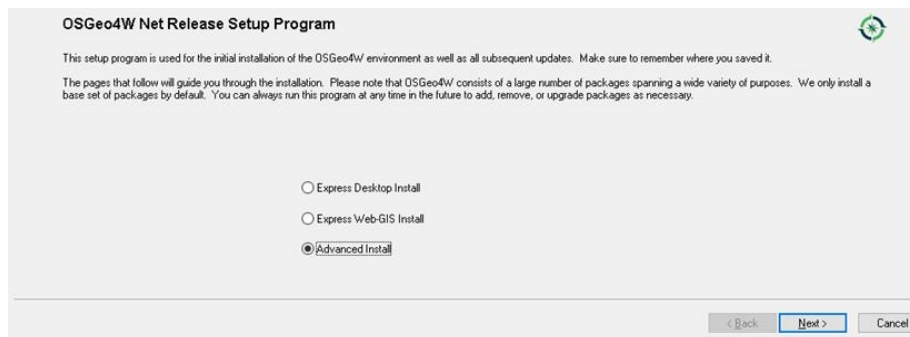 OSGeo4W Net Release Setup Program
This setup program is used for the initial installation of the OSGeo4W environment as well as all subsequent updates.  Make sure to remember where you saved it.
The pages that follow will guide you through the installation.  Please note that OSGeo4W consists of a large number of packages spanning a wide variety of purposes.  We only install a
base set of packages by default.  You can always run this program at any time in the future to add, remove, or upgrade packages as necessary.
Express Desktop Install
Express Web-GIS Install
Advanced Install
< Back
Next >
Cancel